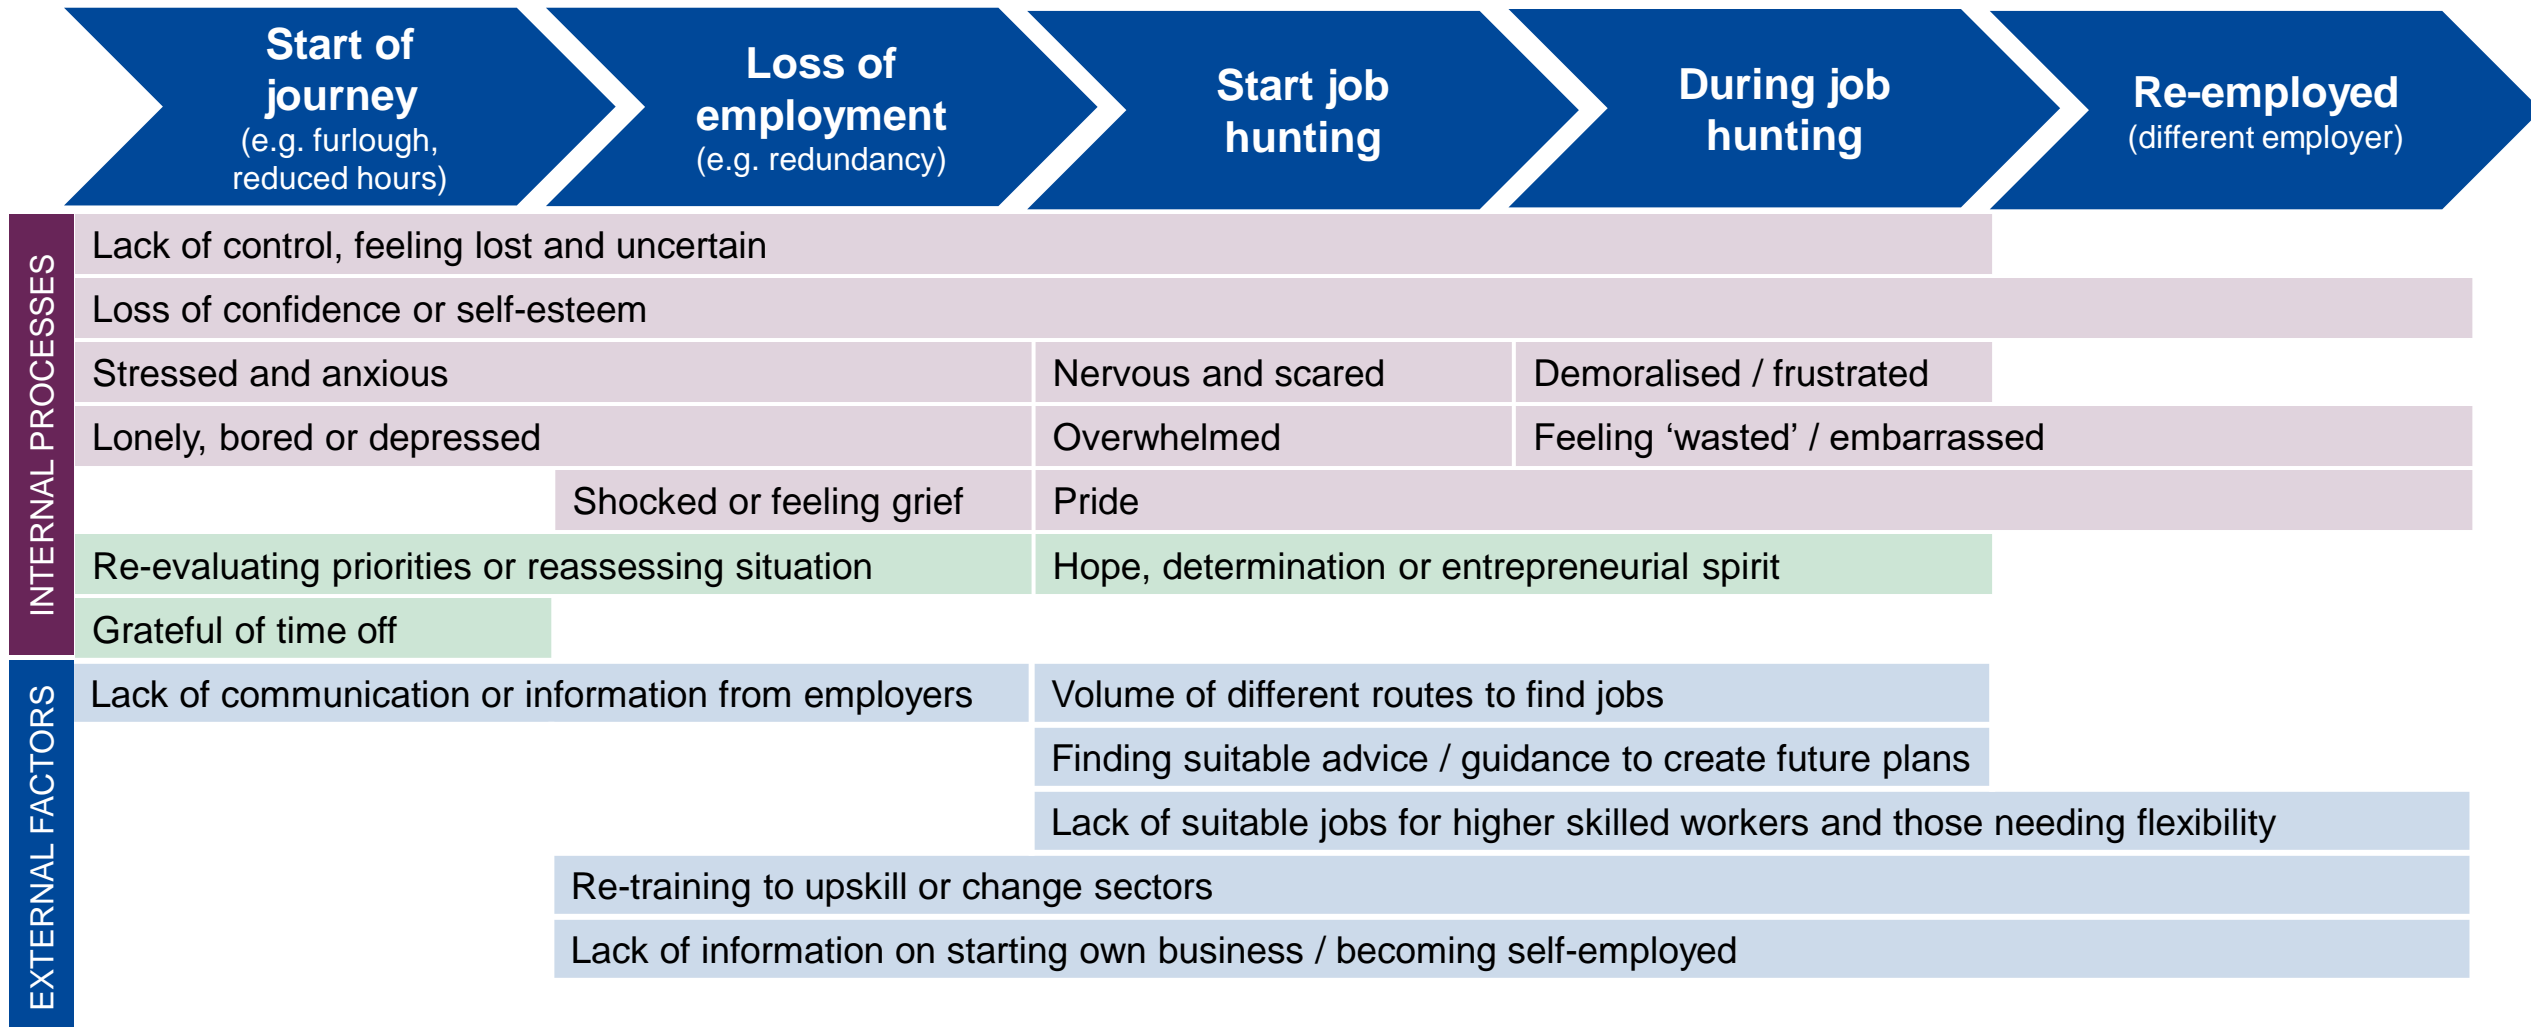 Start of
journey
(e.g. furlough,
reduced hours)
Loss of
employment
(e.g. redundancy)
Start job
hunting
During job
hunting
Re-employed
(different employer)
INTERNAL PROCESSES
Lack of control, feeling lost and uncertain
Loss of confidence or self-esteem
Stressed and anxious
Nervous and scared
Demoralised / frustrated
Lonely, bored or depressed
Overwhelmed
Feeling ‘wasted’ / embarrassed
Shocked or feeling grief
Pride
Re-evaluating priorities or reassessing situation
Hope, determination or entrepreneurial spirit
Grateful of time off
EXTERNAL FACTORS
Lack of communication or information from employers
Volume of different routes to find jobs
Finding suitable advice / guidance to create future plans
Lack of suitable jobs for higher skilled workers and those needing flexibility
Re-training to upskill or change sectors
Lack of information on starting own business / becoming self-employed